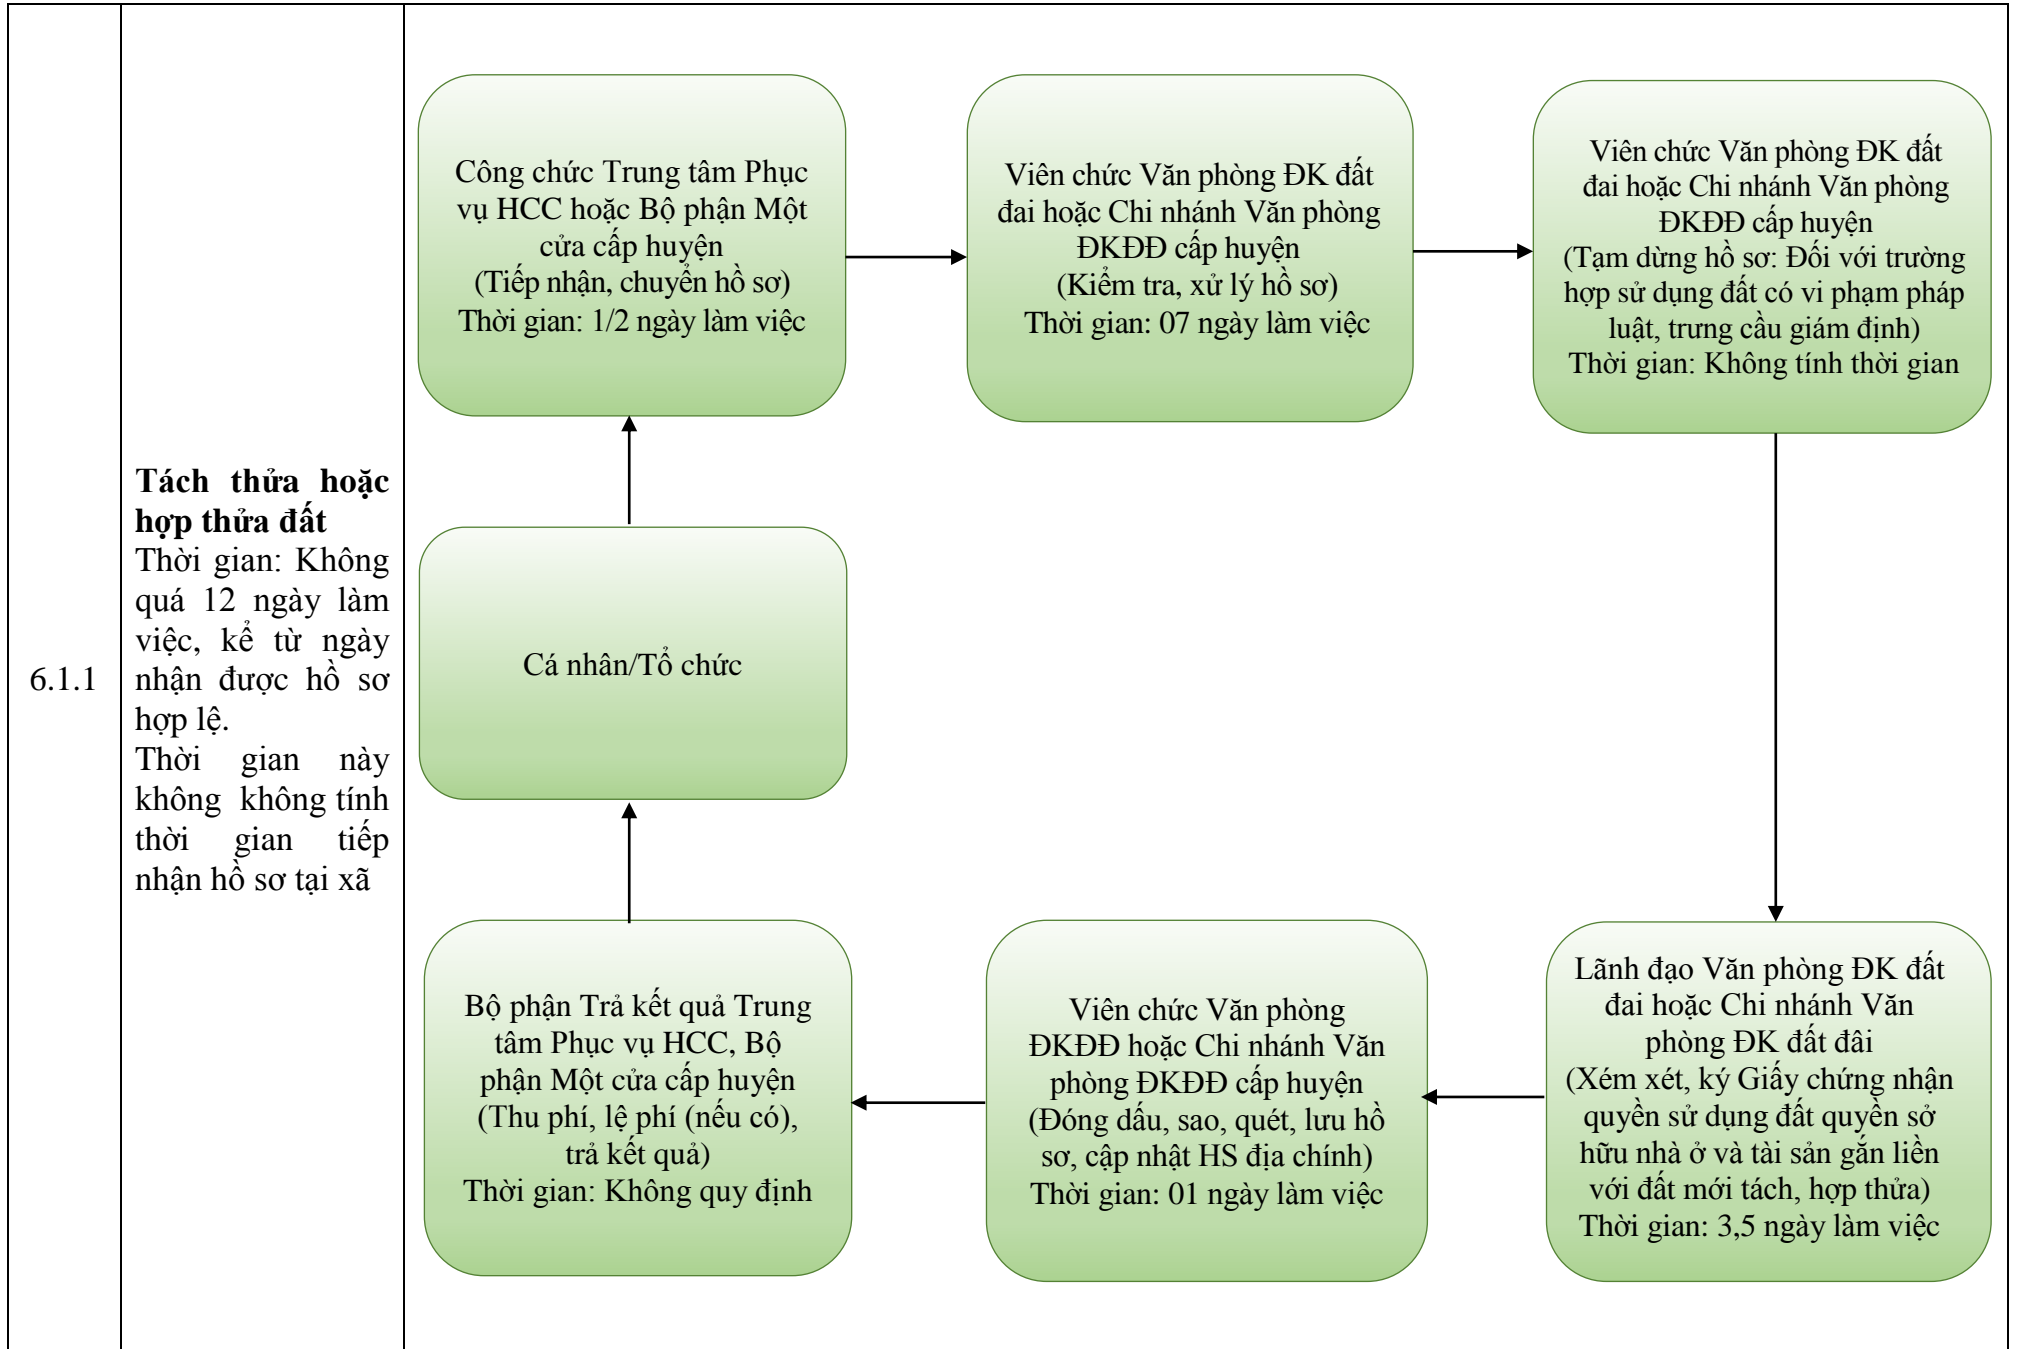 6.1.1
Tách thửa hoặc
hợp thửa đất
Thời gian: Không
quá 12 ngày làm
việc, kể từ ngày
nhận được hồ sơ
hợp lệ.
Thời gian này
không không tính
thời gian tiếp
nhận hồ sơ tại xã
Công chức Trung tâm Phục
vụ HCC hoặc Bộ phận Một
cửa cấp huyện
(Tiếp nhận, chuyển hồ sơ)
Thời gian: 1/2 ngày làm việc
Viên chức Văn phòng ĐK đất
đai hoặc Chi nhánh Văn phòng
ĐKĐĐ cấp huyện
(Kiểm tra, xử lý hồ sơ)
Thời gian: 07 ngày làm việc
Viên chức Văn phòng ĐK đất
đai hoặc Chi nhánh Văn phòng
ĐKĐĐ cấp huyện
(Tạm dừng hồ sơ: Đối với trường
hợp sử dụng đất có vi phạm pháp
luật, trưng cầu giám định)
Thời gian: Không tính thời gian
Cá nhân/Tổ chức
Bộ phận Trả kết quả Trung
tâm Phục vụ HCC, Bộ
phận Một cửa cấp huyện
(Thu phí, lệ phí (nếu có),
trả kết quả)
Thời gian: Không quy định
Viên chức Văn phòng
ĐKĐĐ hoặc Chi nhánh Văn
phòng ĐKĐĐ cấp huyện
(Đóng dấu, sao, quét, lưu hồ
sơ, cập nhật HS địa chính)
Thời gian: 01 ngày làm việc
Lãnh đạo Văn phòng ĐK đất
đai hoặc Chi nhánh Văn
phòng ĐK đất đâi
(Xém xét, ký Giấy chứng nhận
quyền sử dụng đất quyền sở
hữu nhà ở và tài sản gắn liền
với đất mới tách, hợp thửa)
Thời gian: 3,5 ngày làm việc